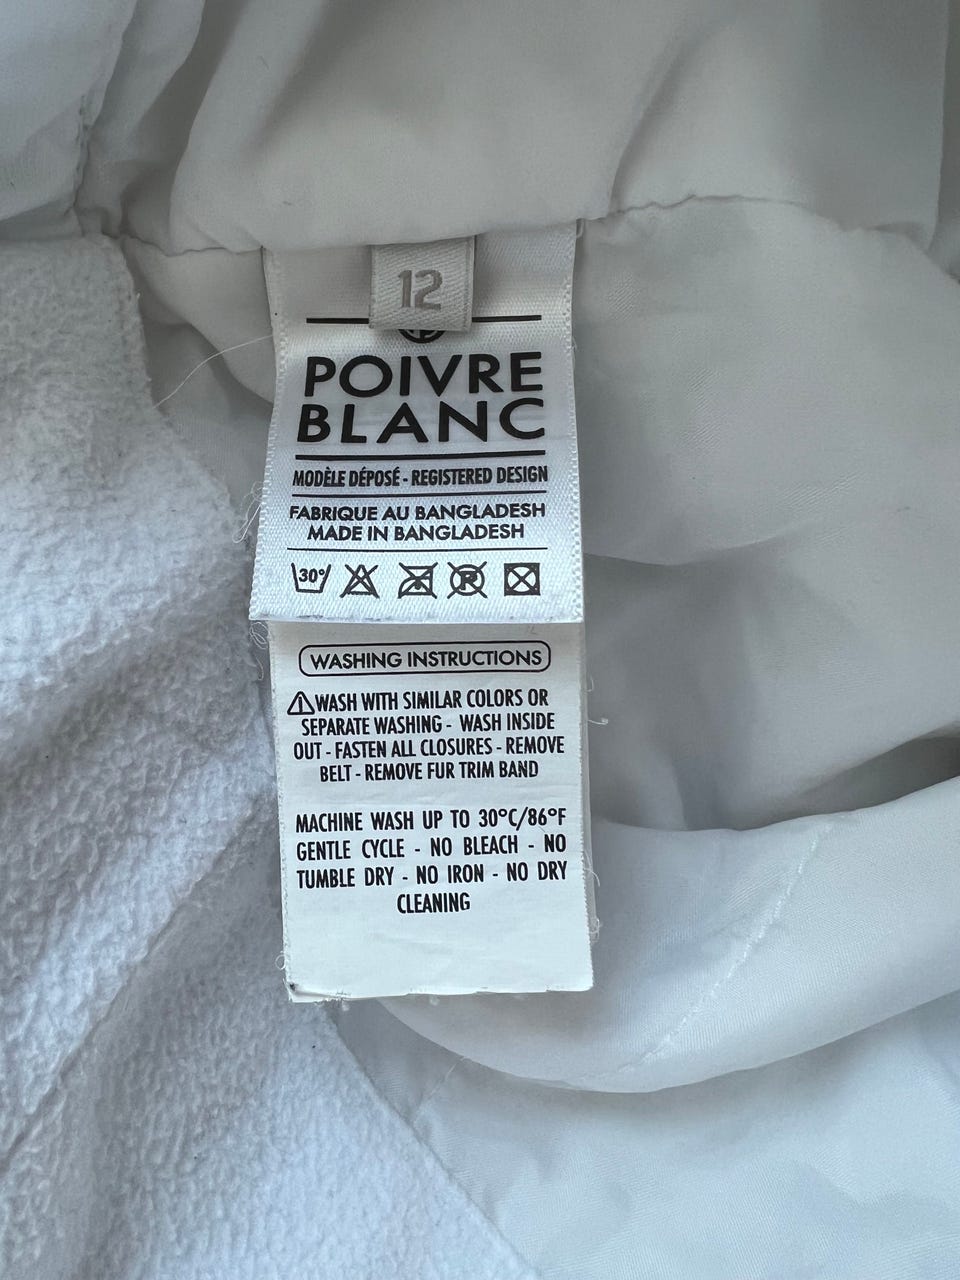 12
POIVRE
BLANC
MODÈLE DÉPOSÉ - REGISTERED DESIGN
FABRIQUE AU BANGLADESH
MADE IN BANGLADESH
30°
WASHING INSTRUCTIONS
WASH WITH SIMILAR COLORS OR
SEPARATE WASHING - WASH INSIDE
OUT - FASTEN ALL CLOSURES - REMOVE
BELT - REMOVE FUR TRIM BAND
MACHINE WASH UP TO 30°C/86°F
GENTLE CYCLE - NO BLEACH - NO
TUMBLE DRY - NO IRON - NO DRY
CLEANING